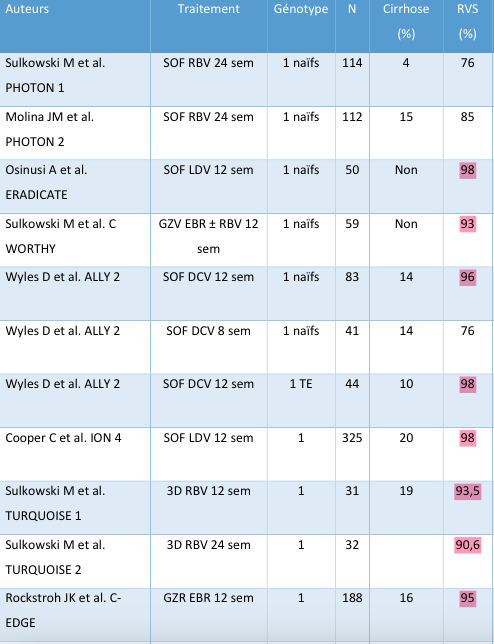 Auteurs Traitement Génotype N Cirrhose (%) RVS (%)
Sulkowski M et al. PHOTON 1 SOF RBV 24 sem 1 naïfs 114 4 76
Molina JM et al. PHOTON 2 SOF RBV 24 sem 1 naïfs 112 15 85
Osinusi A et al. ERADICATE SOF LDV 12 sem 1 naïfs 50 Non 98
Sulkowski M et al. C WORTHY GZV EBR ± RBV 12 sem 1 naïfs 59 Non 93
Wyles D et al. ALLY 2 SOF DCV 12 sem 1 naïfs 83 14 96
Wyles D et al. ALLY 2 SOF DCV 8 sem 1 naïfs 41 14 76
Wyles D et al. ALLY 2 SOF DCV 12 sem 1 TE 44 10 98
Cooper C et al. ION 4 SOF LDV 12 sem 1 325 20 98
Sulkowski M et al. TURQUOISE 1 3D RBV 12 sem 1 31 19 93,5
Sulkowski M et al. TURQUOISE 2 3D RBV 24 sem 1 32 90,6
Rockstroh JK et al. C-EDGE GZR EBR 12 sem 1 188 16 95